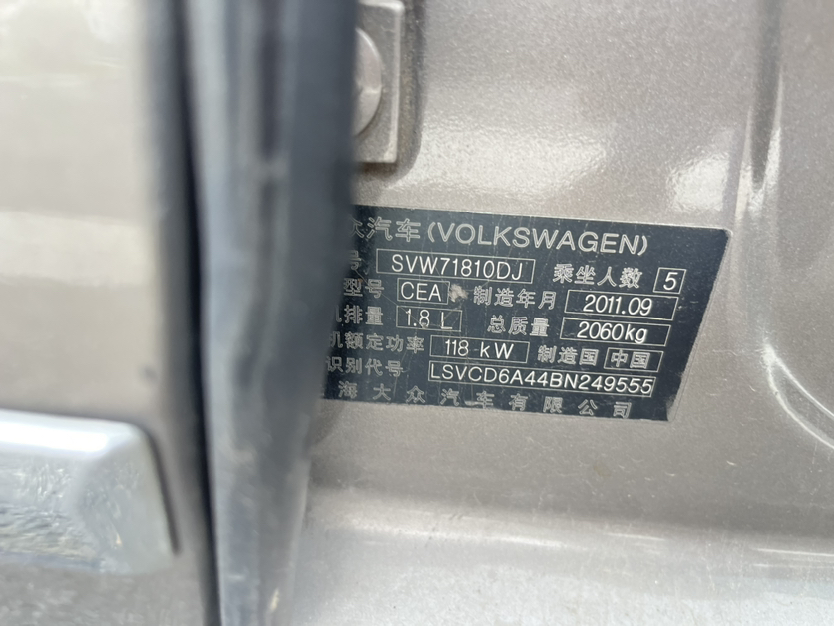 众汽车(VOLKSWAGEN)
号 SVW71810DJ 乘坐人数 5
型号 CEA 制造年月 2011.09
机排量 1.8 L 总质量 2060kg
机额定功率 118 kW 制造国 中国
识别代号 LSVCD6A44BN249555
海大众汽车有限公司